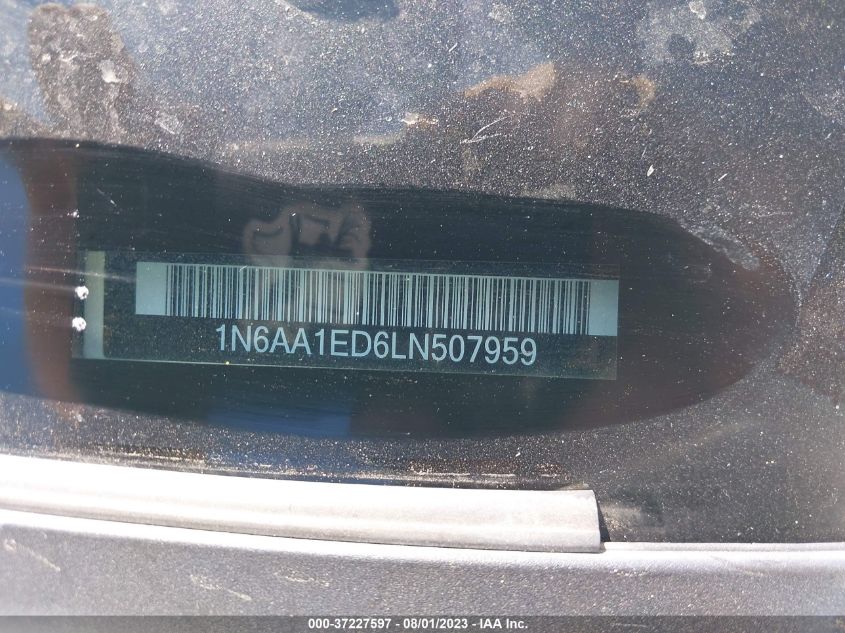 1N6AA1ED6LN507959
000-37227597 - 08/01/2023 - IAA Inc.